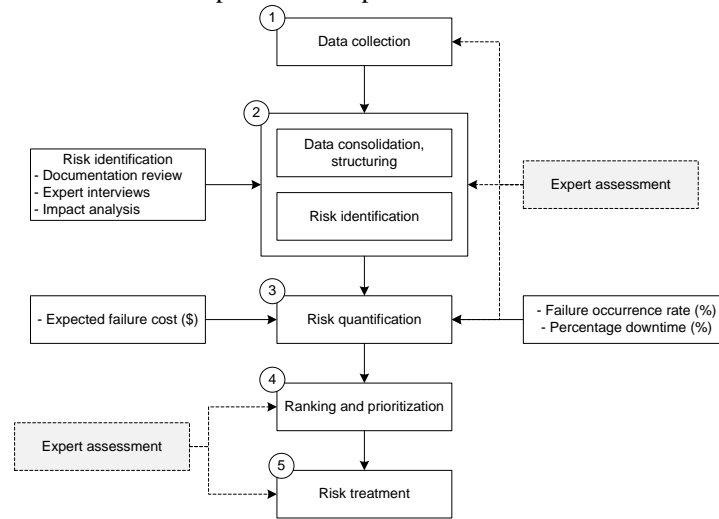 1
Data collection
2
Data consolidation,
structuring
Risk identification
- Documentation review
- Expert interviews
- Impact analysis
Risk identification
Expert assessment
3
- Expected failure cost ($)
Risk quantification
- Failure occurrence rate (%)
- Percentage downtime (%)
4
Ranking and prioritization
Expert assessment
5
Risk treatment